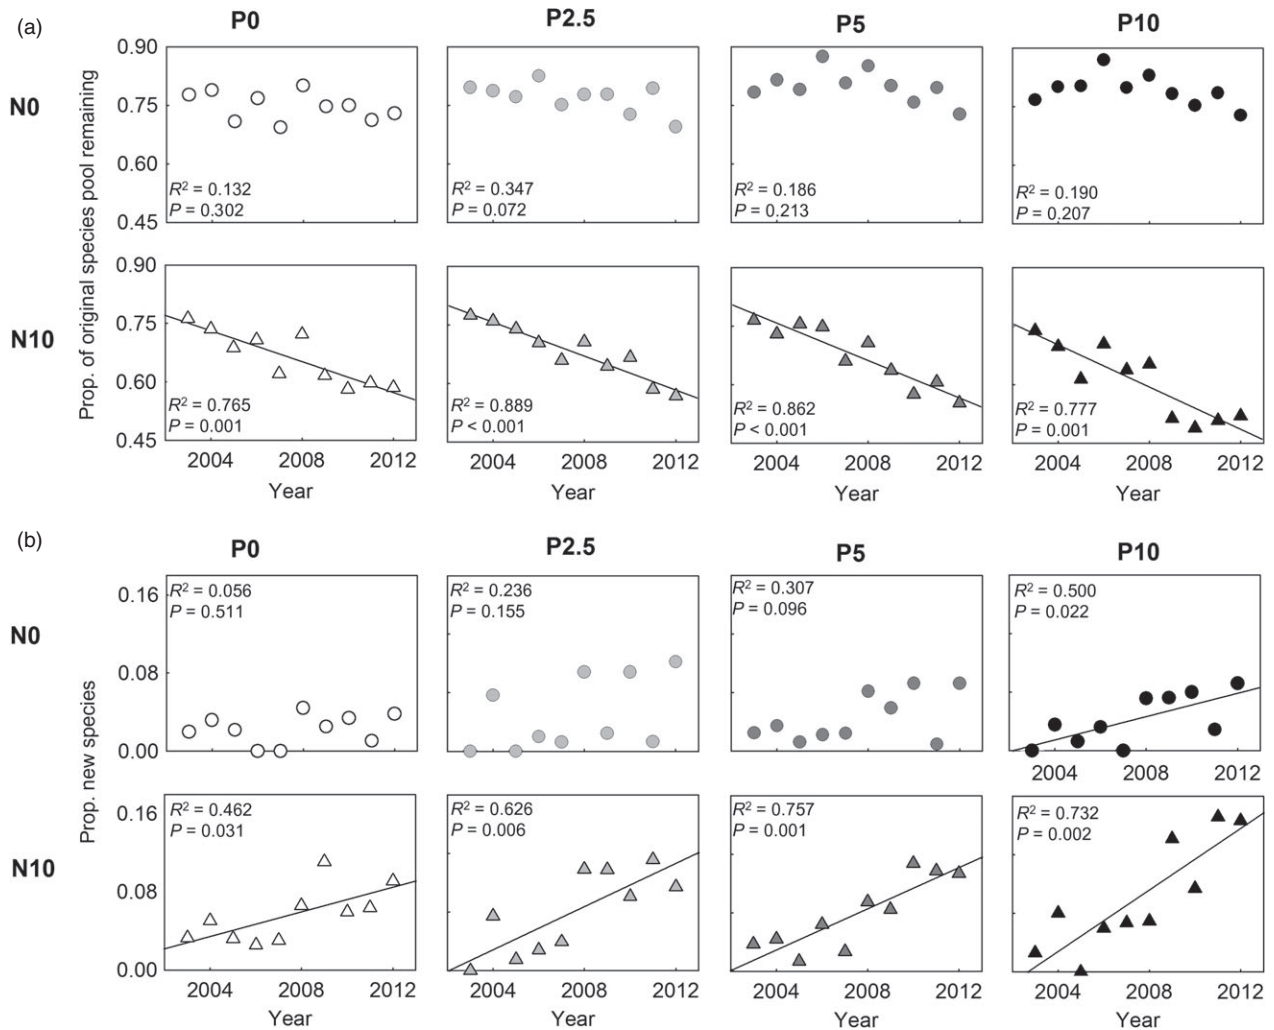 (a)
P0 P2.5 P5 P10
N0
Prop. of original species pool remaining
0.90
0.75
0.60
0.45
R² = 0.132
P = 0.302
R² = 0.347
P = 0.072
R² = 0.186
P = 0.213
R² = 0.190
P = 0.207
N10
0.90
0.75
0.60
0.45
R² = 0.765
P = 0.001
R² = 0.889
P < 0.001
R² = 0.862
P < 0.001
R² = 0.777
P = 0.001
2004 2008 2012 2004 2008 2012 2004 2008 2012 2004 2008 2012
Year Year Year Year
(b)
P0 P2.5 P5 P10
N0
Prop. new species
0.16
0.08
0.00
R² = 0.056
P = 0.511
R² = 0.236
P = 0.155
R² = 0.307
P = 0.096
R² = 0.500
P = 0.022
2004 2008 2012
N10
0.16
0.08
0.00
R² = 0.462
P = 0.031
R² = 0.626
P = 0.006
R² = 0.757
P = 0.001
R² = 0.732
P = 0.002
2004 2008 2012 2004 2008 2012 2004 2008 2012 2004 2008 2012
Year Year Year Year